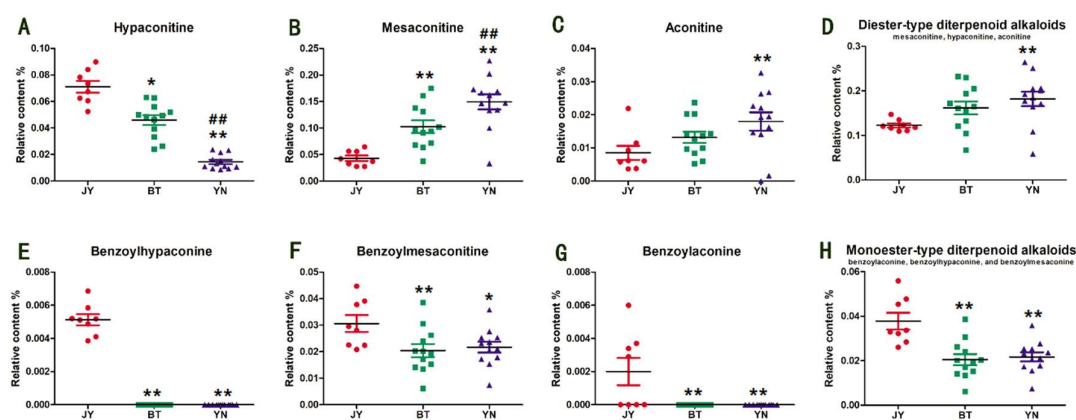 A
Hypaconitine
Relative content %
0.10
0.08
0.06
0.04
0.02
0.00
*
##
**
JY BT YN
B
Mesaconitine
Relative content %
0.25
0.20
0.15
0.10
0.05
0.00
**
##
**
JY BT YN
C
Aconitine
Relative content %
0.04
0.03
0.02
0.01
0.00
**
JY BT YN
D
Diester-type diterpenoid alkaloids
mesaconitine, hypaconitine, aconitine
Relative content %
0.3
0.2
0.1
0.0
**
JY BT YN
E
Benzoylhypaconine
Relative content %
0.008
0.006
0.004
0.002
0.000
** **
JY BT YN
F
Benzoylmesaconitine
Relative content %
0.05
0.04
0.03
0.02
0.01
0.00
** *
JY BT YN
G
Benzoylaconine
Relative content %
0.008
0.006
0.004
0.002
0.000
** **
JY BT YN
H
Monoester-type diterpenoid alkaloids
benzoylaconine, benzoylhypaconine, and benzoylmesaconine
Relative content %
0.06
0.04
0.02
0.00
** **
JY BT YN